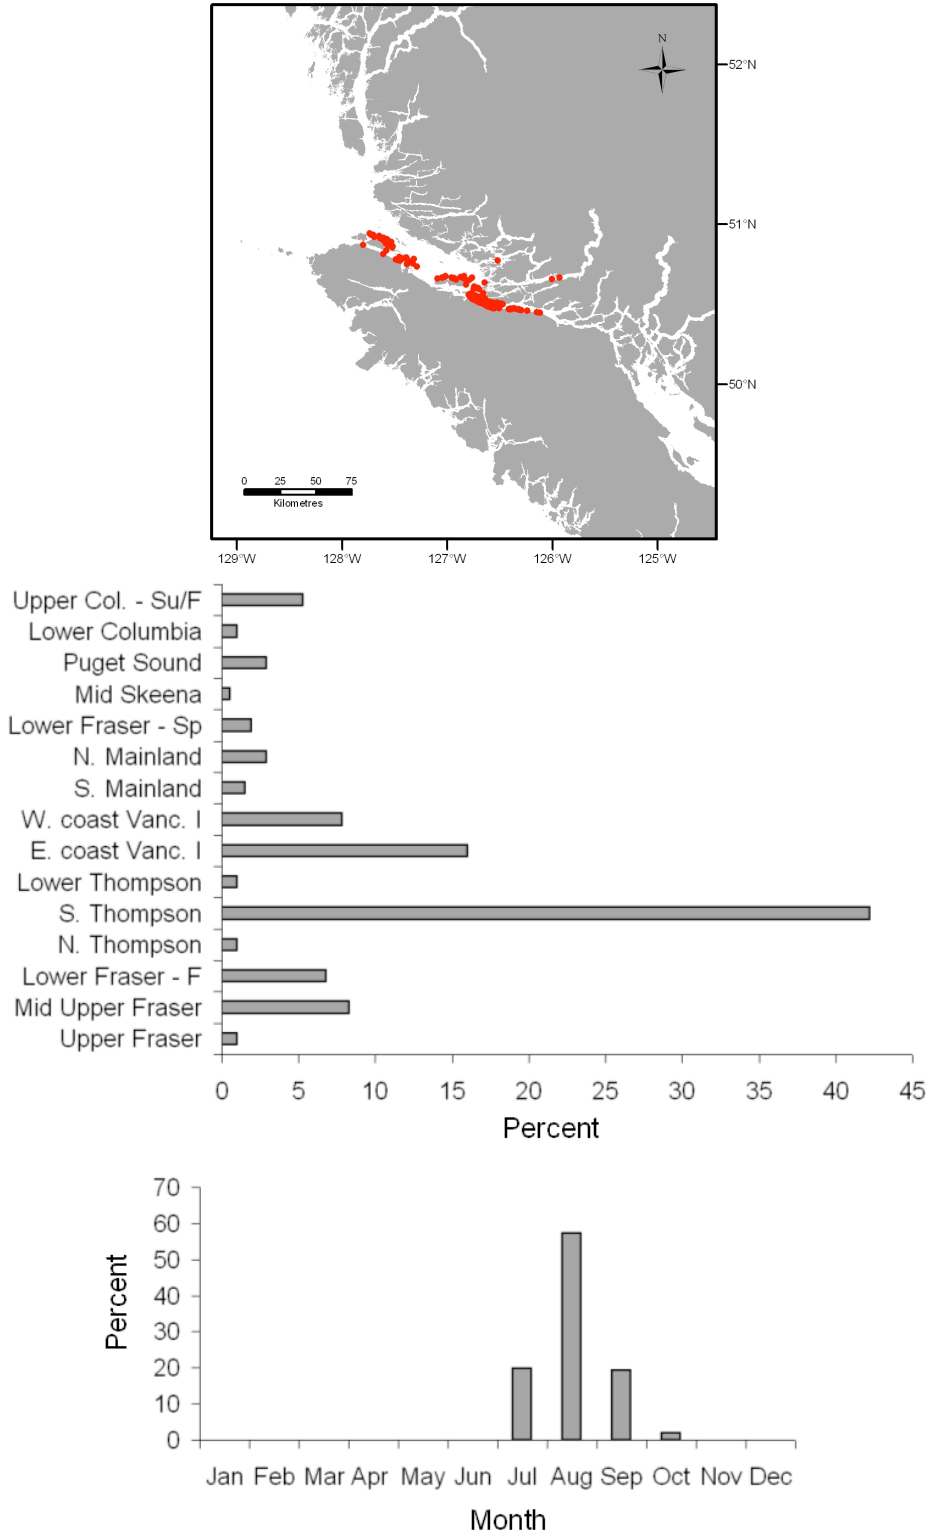 N
52°N
51°N
50°N
0 25 50 75
Kilometres
129°W 128°W 127°W 126°W 125°W
Upper Col. - Su/F
Lower Columbia
Puget Sound
Mid Skeena
Lower Fraser - Sp
N. Mainland
S. Mainland
W. coast Vanc. I
E. coast Vanc. I
Lower Thompson
S. Thompson
N. Thompson
Lower Fraser - F
Mid Upper Fraser
Upper Fraser
0 5 10 15 20 25 30 35 40 45
Percent
70
60
50
40
30
20
10
0
Percent
Jan Feb Mar Apr May Jun Jul Aug Sep Oct Nov Dec
Month